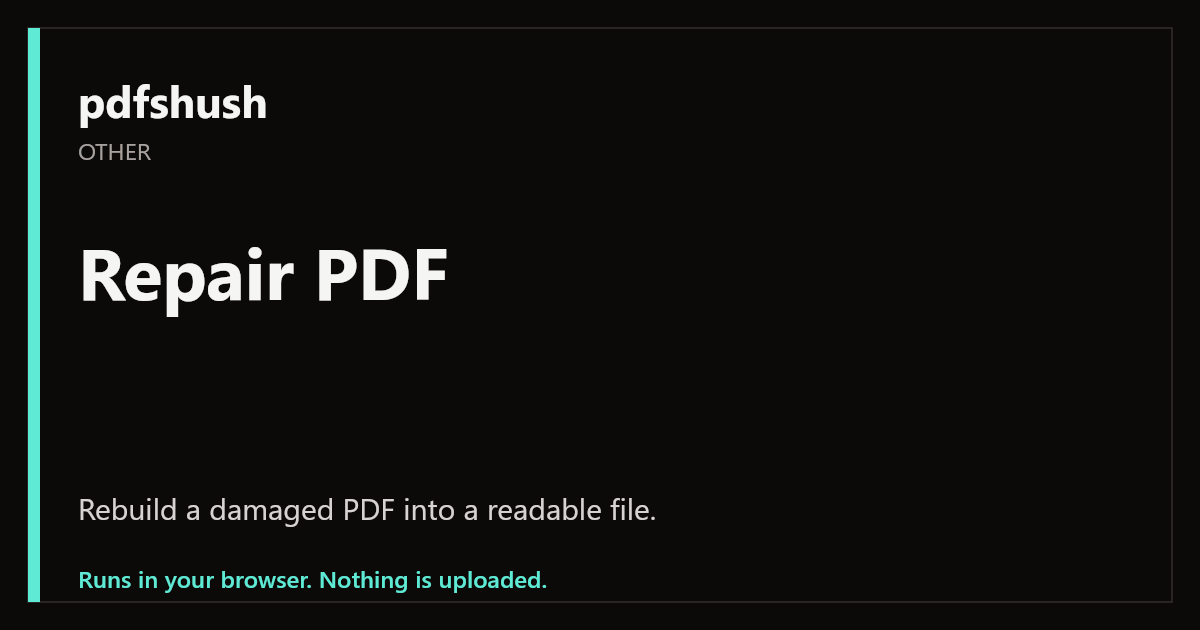 pdfshush
OTHER
Repair PDF
Rebuild a damaged PDF into a readable file.
Runs in your browser. Nothing is uploaded.